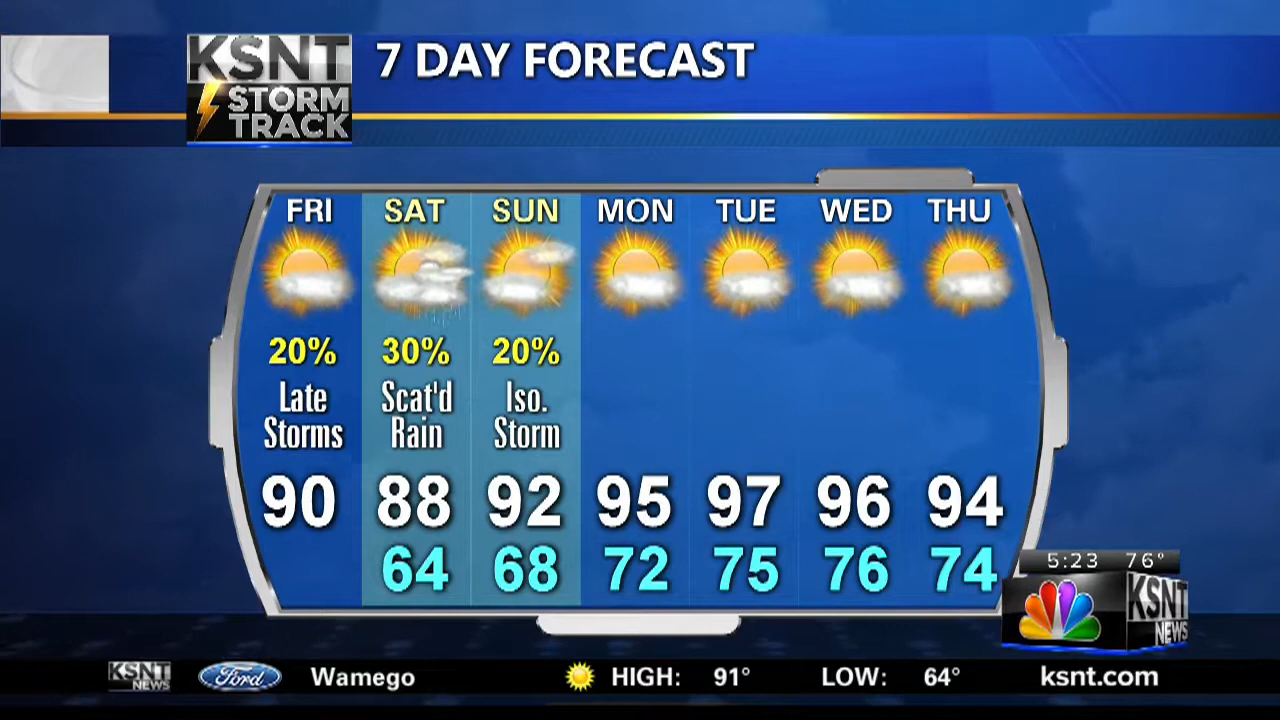 KSNT
STORM
TRACK
7 DAY FORECAST
FRI SAT SUN MON TUE WED THU
20% 30% 20%
Late Scat'd Iso.
Storms Rain Storm
90 88 92 95 97 96 94
64 68 72 75 76 74
5:23 76°
KSNT
NEWS
KSNT
NEWS
Ford
Wamego
HIGH: 91° LOW: 64°
ksnt.com